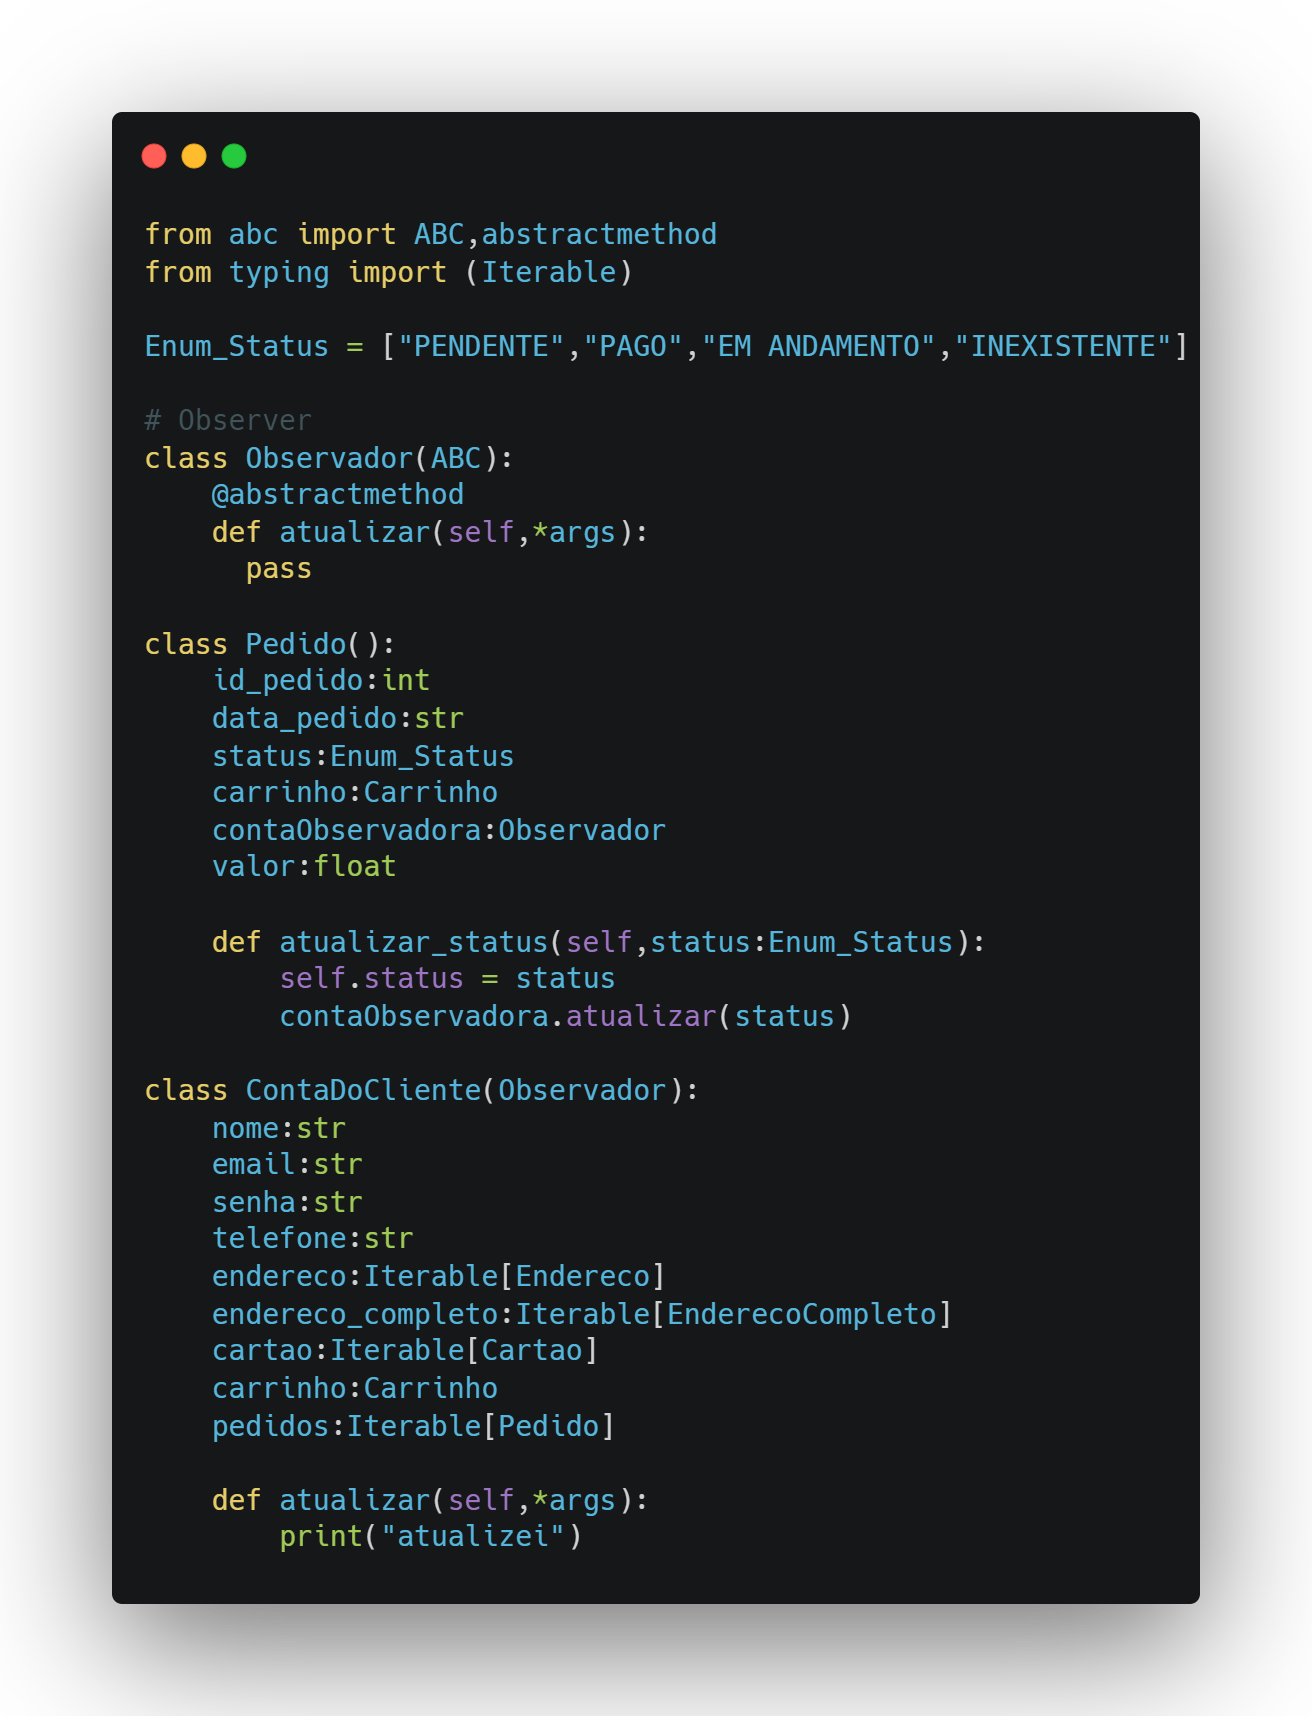 from abc import ABC,abstractmethod
from typing import (Iterable)

Enum_Status = ["PENDENTE","PAGO","EM ANDAMENTO","INEXISTENTE"]

# Observer
class Observador(ABC):
    @abstractmethod
    def atualizar(self,*args):
      pass

class Pedido():
    id_pedido:int
    data_pedido:str
    status:Enum_Status
    carrinho:Carrinho
    contaObservadora:Observador
    valor:float

    def atualizar_status(self,status:Enum_Status):
        self.status = status
        contaObservadora.atualizar(status)

class ContaDoCliente(Observador):
    nome:str
    email:str
    senha:str
    telefone:str
    endereco:Iterable[Endereco]
    endereco_completo:Iterable[EnderecoCompleto]
    cartao:Iterable[Cartao]
    carrinho:Carrinho
    pedidos:Iterable[Pedido]

    def atualizar(self,*args):
        print("atualizei")